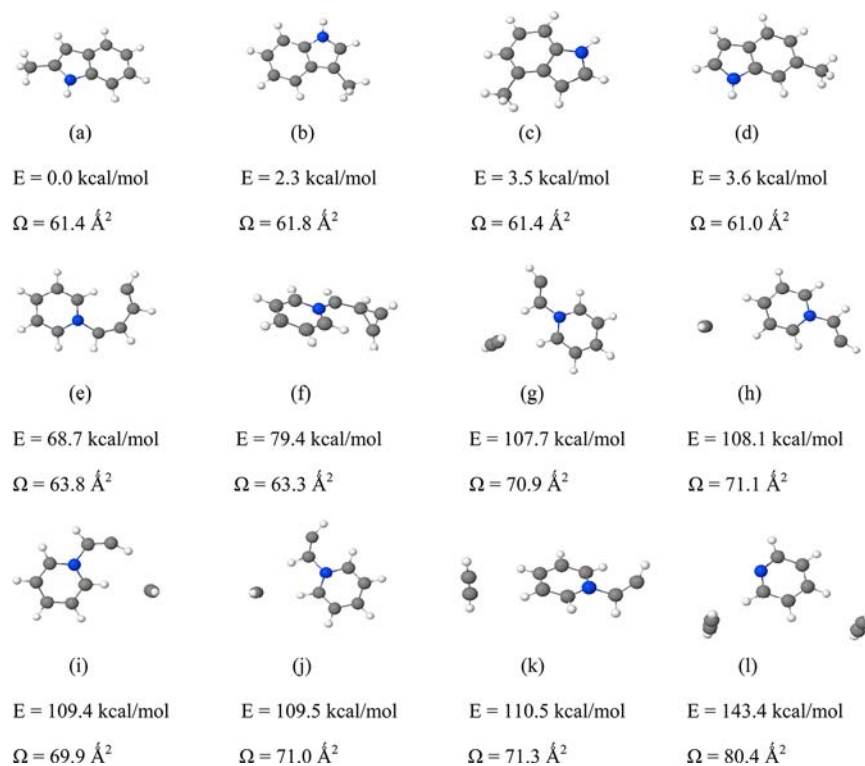 (a) (b) (c) (d)
E = 0.0 kcal/mol E = 2.3 kcal/mol E = 3.5 kcal/mol E = 3.6 kcal/mol
Ω = 61.4 Å² Ω = 61.8 Å² Ω = 61.4 Å² Ω = 61.0 Å²
(e) (f) (g) (h)
E = 68.7 kcal/mol E = 79.4 kcal/mol E = 107.7 kcal/mol E = 108.1 kcal/mol
Ω = 63.8 Å² Ω = 63.3 Å² Ω = 70.9 Å² Ω = 71.1 Å²
(i) (j) (k) (l)
E = 109.4 kcal/mol E = 109.5 kcal/mol E = 110.5 kcal/mol E = 143.4 kcal/mol
Ω = 69.9 Å² Ω = 71.0 Å² Ω = 71.3 Å² Ω = 80.4 Å²